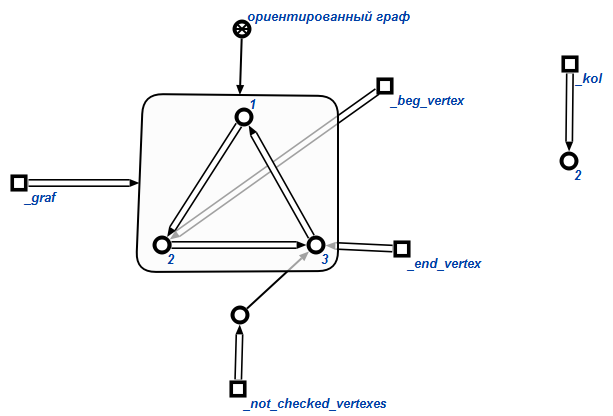 ориентированный граф
_kol
1
_beg_vertex
2
_graf
2
3
_end_vertex
_not_checked_vertexes